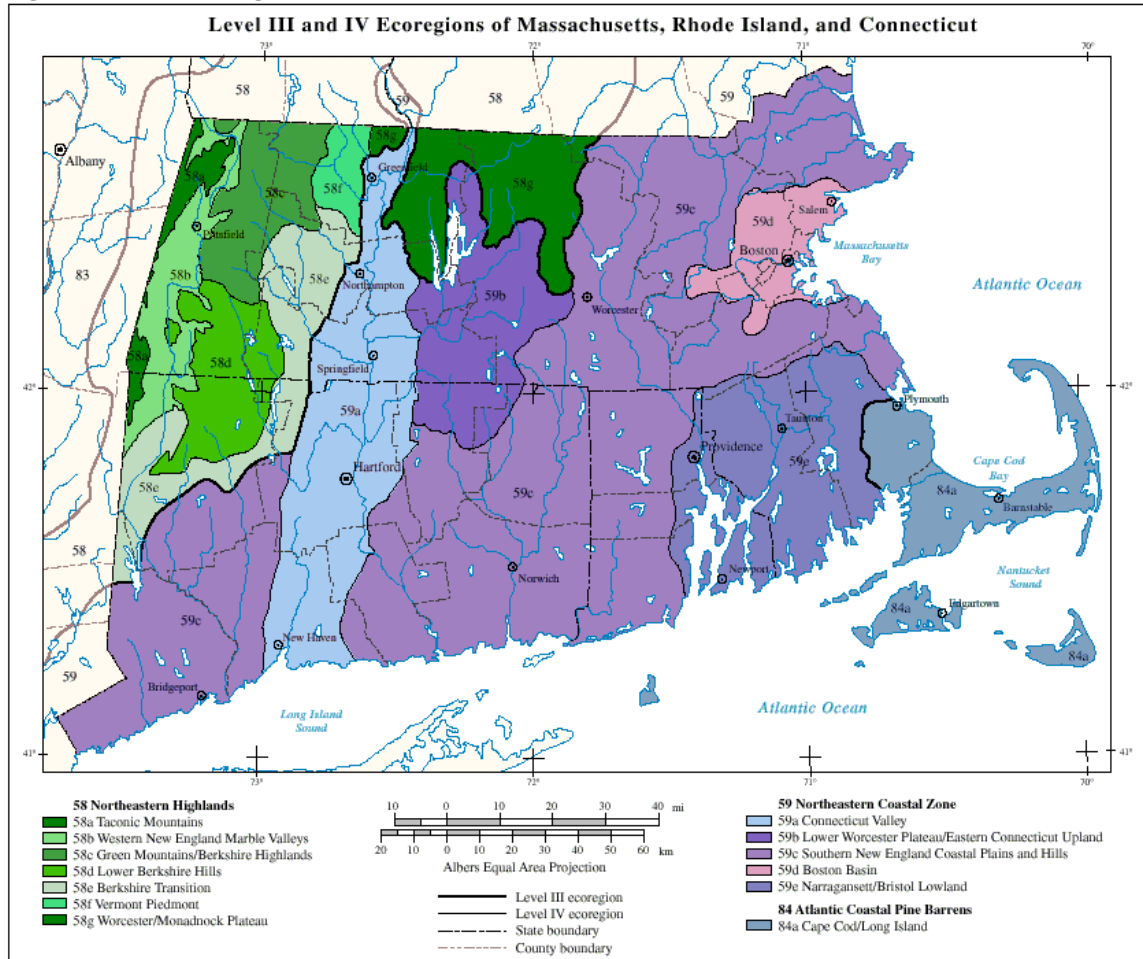 Level III and IV Ecoregions of Massachusetts, Rhode Island, and Connecticut
73°
72°
71°
70°
58
59
58
59
Albany
58g
Greenfield
58a
58c
58f
58g
59c
Salem
59d
Pittsfield
Boston
Massachusetts
Bay
83
58b
58e
Northampton
Atlantic Ocean
59b
Worcester
58a
58d
Springfield
42°
42°
59a
Plymouth
Taunton
Providence
Hartford
59e
Cape Cod
Bay
58e
59c
84a
Barnstable
58
Norwich
Newport
Nantucket
Sound
84a
Edgartown
59c
New Haven
84a
59
Bridgeport
Long Island
Sound
Atlantic Ocean
41°
41°
73°
72°
71°
70°
58 Northeastern Highlands
58a Taconic Mountains
58b Western New England Marble Valleys
58c Green Mountains/Berkshire Highlands
58d Lower Berkshire Hills
58e Berkshire Transition
58f Vermont Piedmont
58g Worcester/Monadnock Plateau
10 0 10 20 30 40 mi
20 10 0 10 20 30 40 50 60 km
Albers Equal Area Projection
Level III ecoregion
Level IV ecoregion
State boundary
County boundary
59 Northeastern Coastal Zone
59a Connecticut Valley
59b Lower Worcester Plateau/Eastern Connecticut Upland
59c Southern New England Coastal Plains and Hills
59d Boston Basin
59e Narragansett/Bristol Lowland
84 Atlantic Coastal Pine Barrens
84a Cape Cod/Long Island